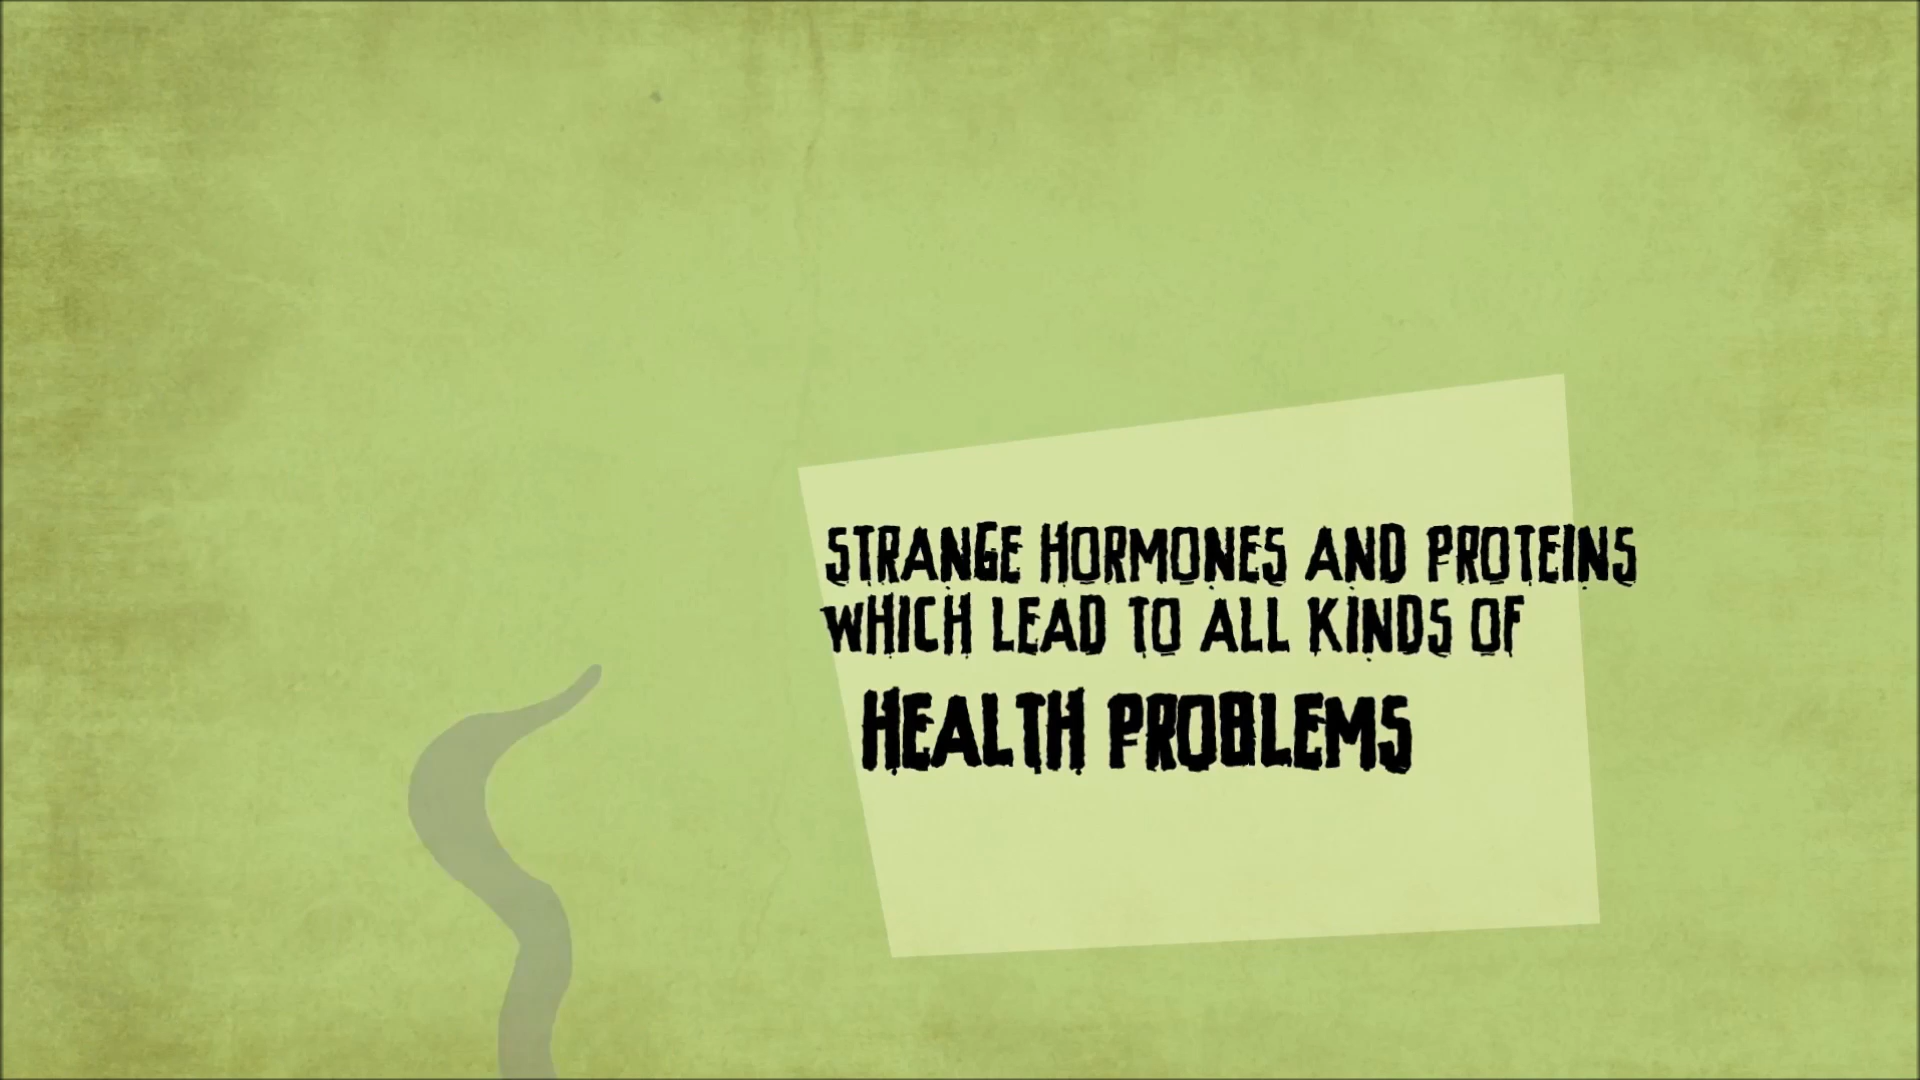 STRANGE HORMONES AND PROTEINS
WHICH LEAD TO ALL KINDS OF
HEALTH PROBLEMS